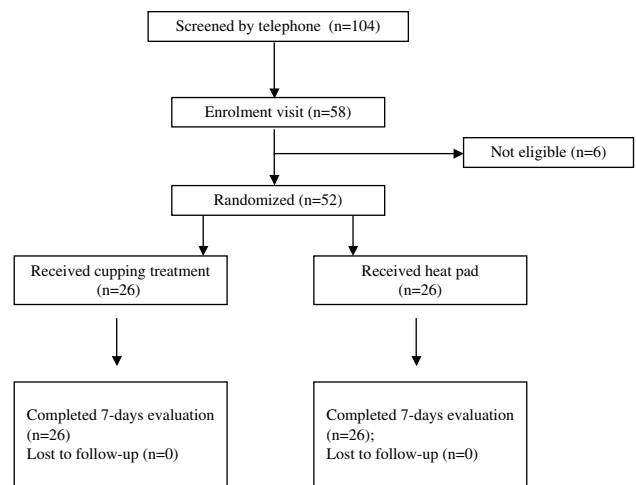 Screened by telephone (n=104)
Enrolment visit (n=58)
Not eligible (n=6)
Randomized (n=52)
Received cupping treatment
(n=26)
Received heat pad
(n=26)
Completed 7-days evaluation
(n=26)
Lost to follow-up (n=0)
Completed 7-days evaluation
(n=26);
Lost to follow-up (n=0)